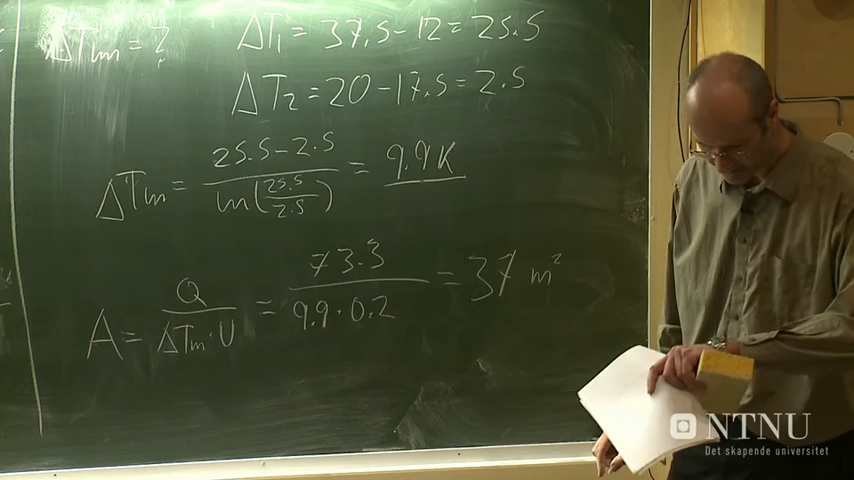 ΔTm = ?
ΔT1 = 37,5 - 12 = 25.5
ΔT2 = 20 - 17,5 = 2.5
ΔTm = (25.5 - 2.5) / ln(25.5 / 2.5) = 9.9K
A = Q / (ΔTm · U) = 73.3 / (9.9 · 0.2) = 37 m²
NTNU
Det skapende universitet